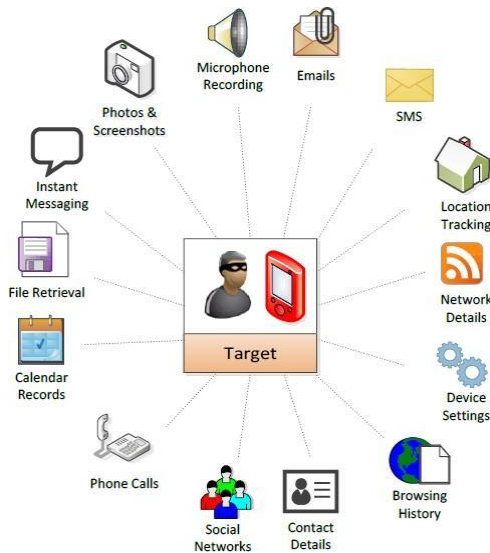 Microphone
Recording
Emails
Photos &
Screenshots
SMS
Instant
Messaging
Location
Tracking
File Retrieval
Network
Details
Target
Calendar
Records
Device
Settings
Phone Calls
Browsing
History
Social
Networks
Contact
Details